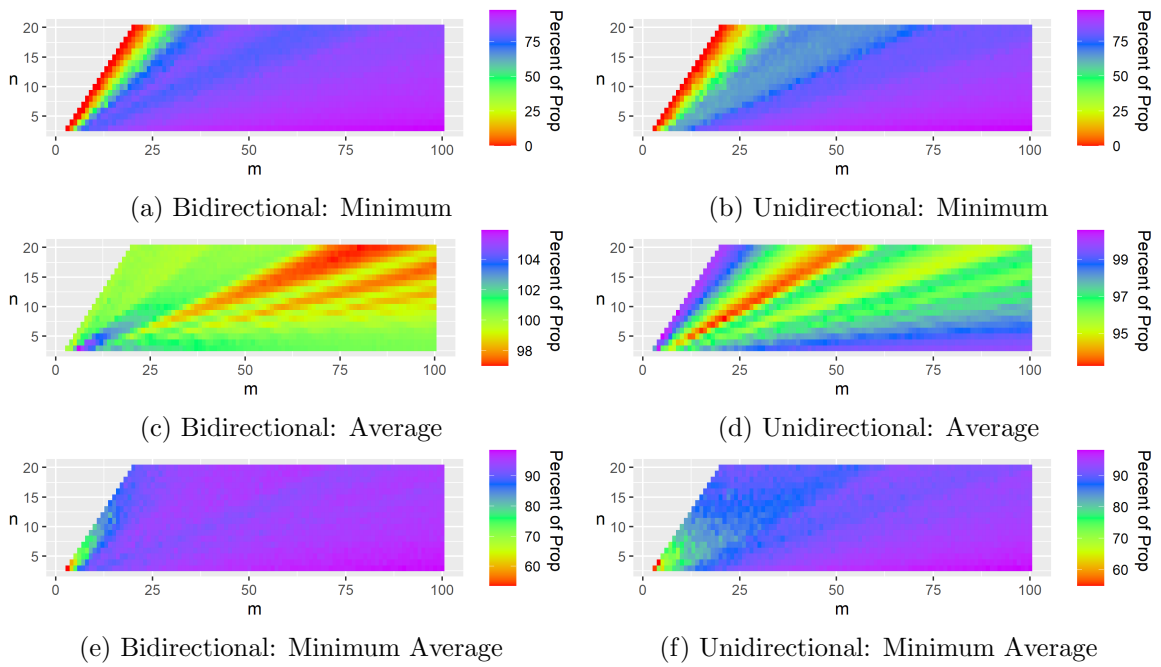 20
15
n 10
5
0 25 50 75 100
m
Percent of Prop
75
50
25
0
(a) Bidirectional: Minimum
20
15
n 10
5
0 25 50 75 100
m
Percent of Prop
75
50
25
0
(b) Unidirectional: Minimum
20
15
n 10
5
0 25 50 75 100
m
Percent of Prop
104
102
100
98
(c) Bidirectional: Average
20
15
n 10
5
0 25 50 75 100
m
Percent of Prop
99
97
95
(d) Unidirectional: Average
20
15
n 10
5
0 25 50 75 100
m
Percent of Prop
90
80
70
60
(e) Bidirectional: Minimum Average
20
15
n 10
5
0 25 50 75 100
m
Percent of Prop
90
80
70
60
(f) Unidirectional: Minimum Average